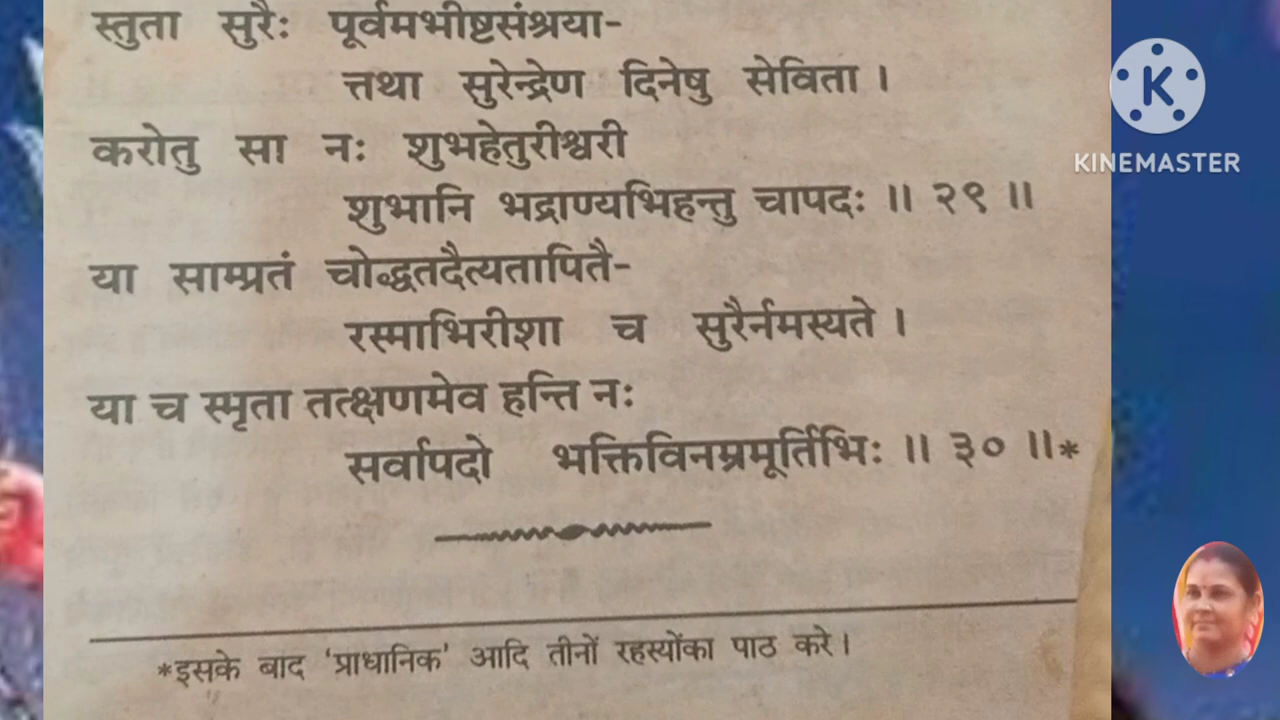 स्तुता सुरैः पूर्वमभीष्टसंश्रया-
त्तथा सुरेन्द्रेण दिनेषु सेविता ।
करोतु सा नः शुभहेतुरीश्वरी
शुभानि भद्राण्यभिहन्तु चापदः ॥ २९ ॥
या साम्प्रतं चोद्धतदैत्यतापितै-
रस्माभिरीशा च सुरैर्नमस्यते ।
या च स्मृता तत्क्षणमेव हन्ति नः
सर्वापदो भक्तिविनम्रमूर्तिभिः ॥ ३० ॥*
*इसके बाद ‘प्राधानिक’ आदि तीनों रहस्योंका पाठ करे ।
K
KINEMASTER